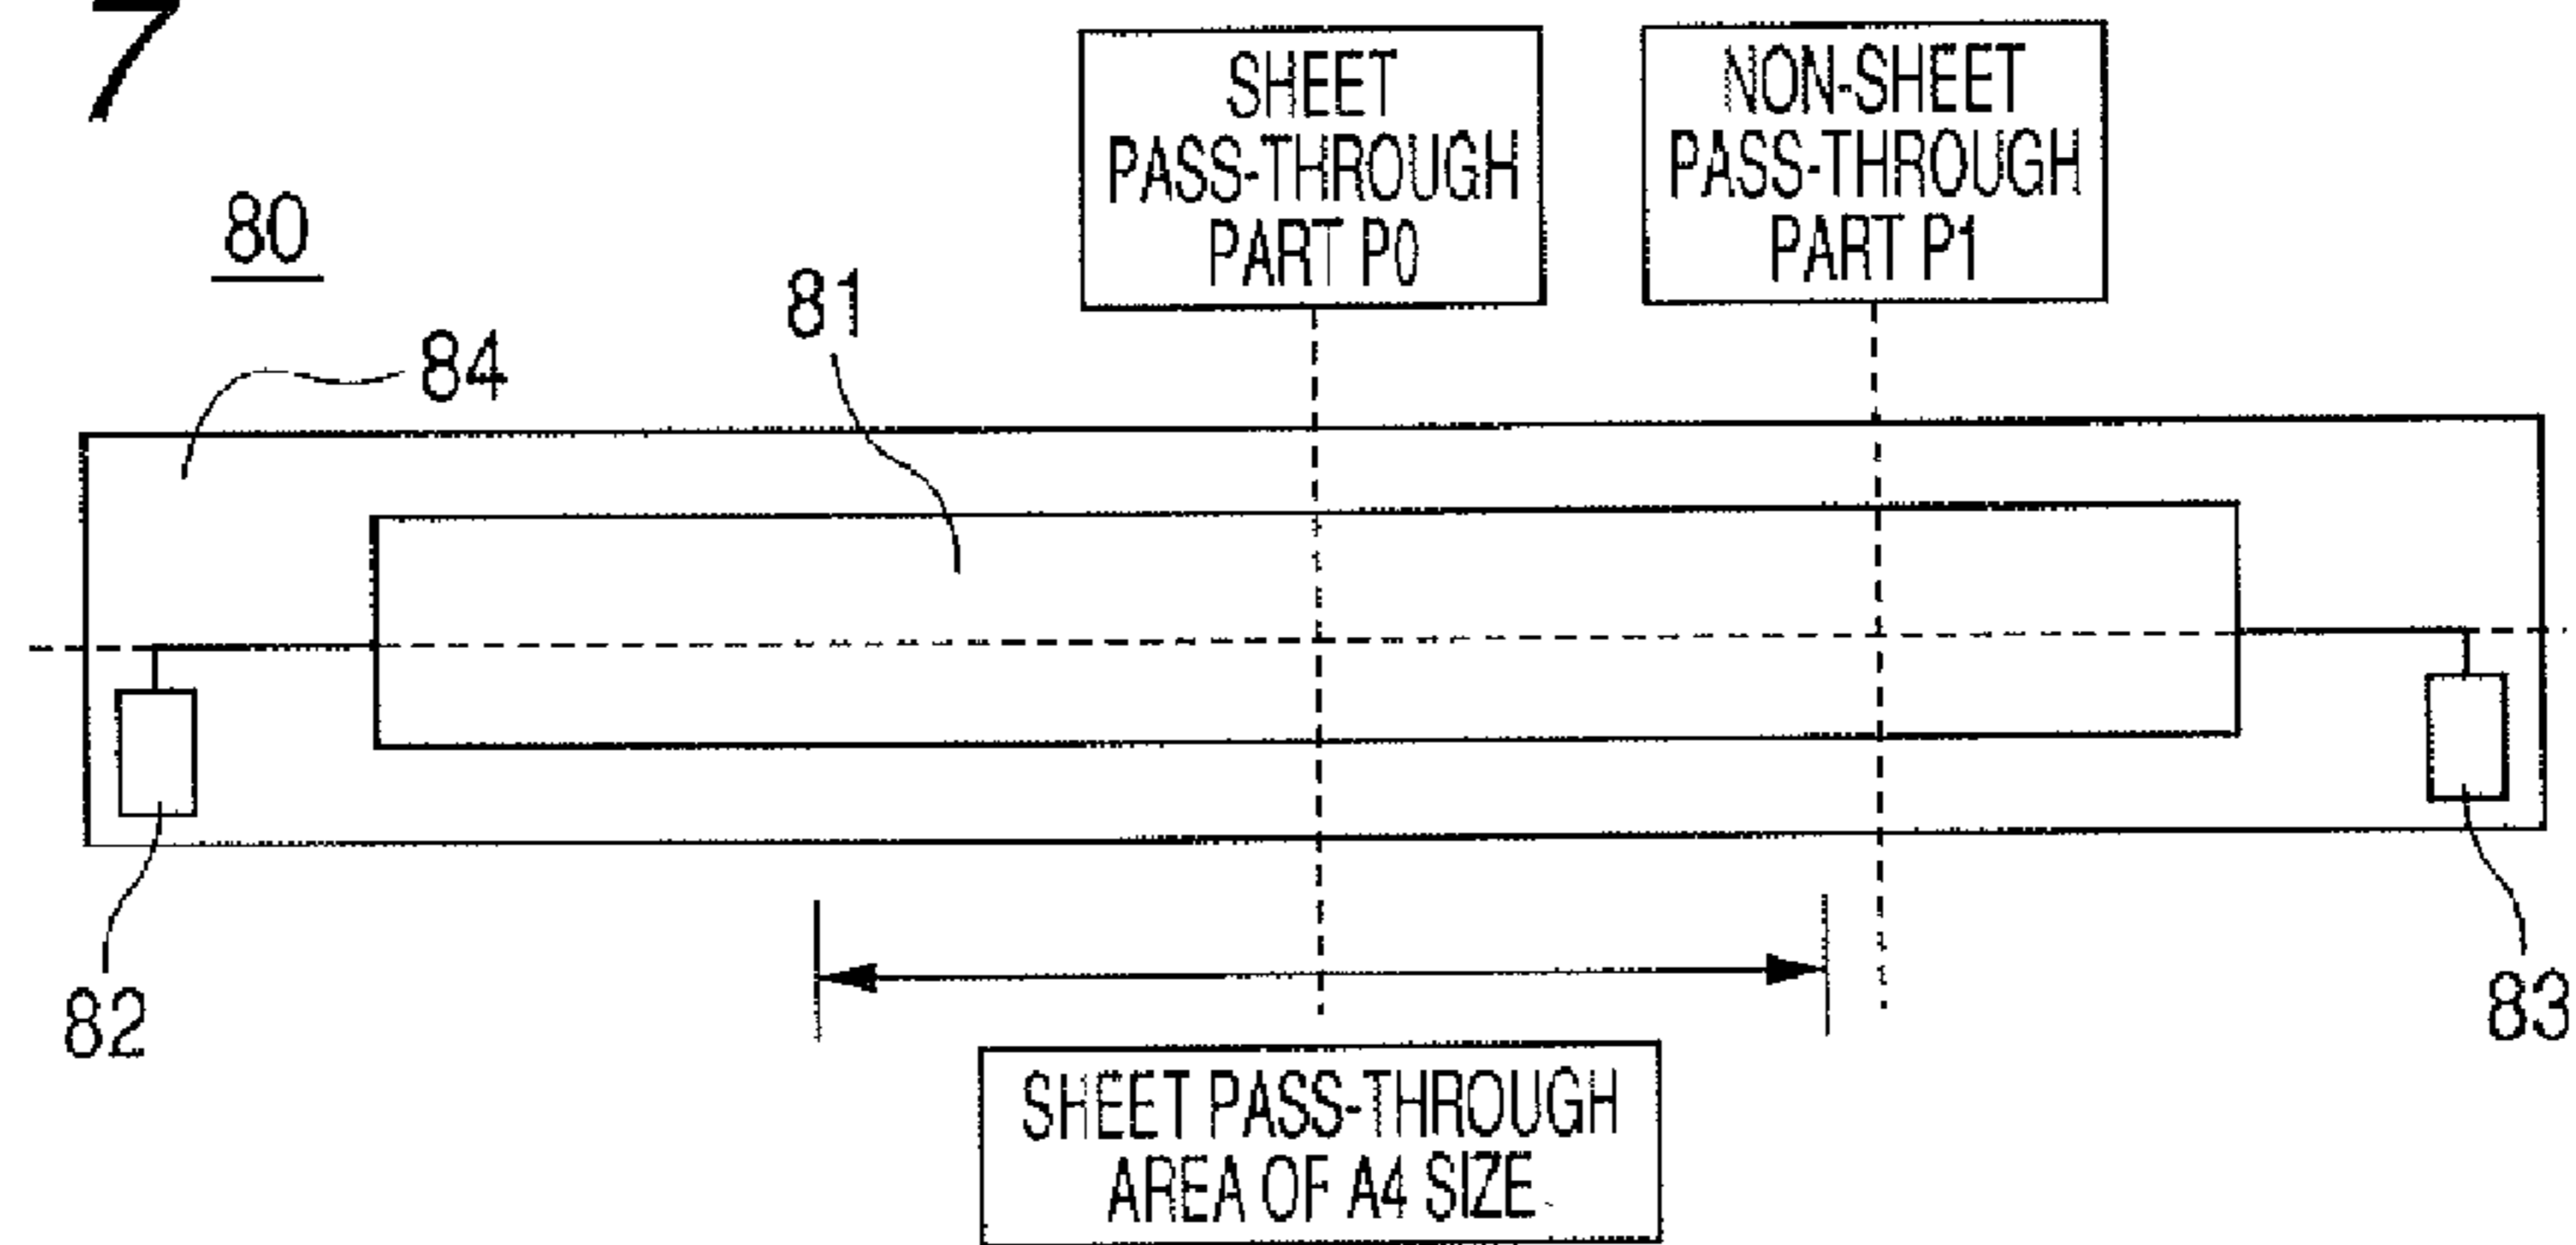 7
80
84
81
SHEET
PASS-THROUGH
PART P0
NON-SHEET
PASS-THROUGH
PART P1
82
83
SHEET PASS-THROUGH
AREA OF A4 SIZE